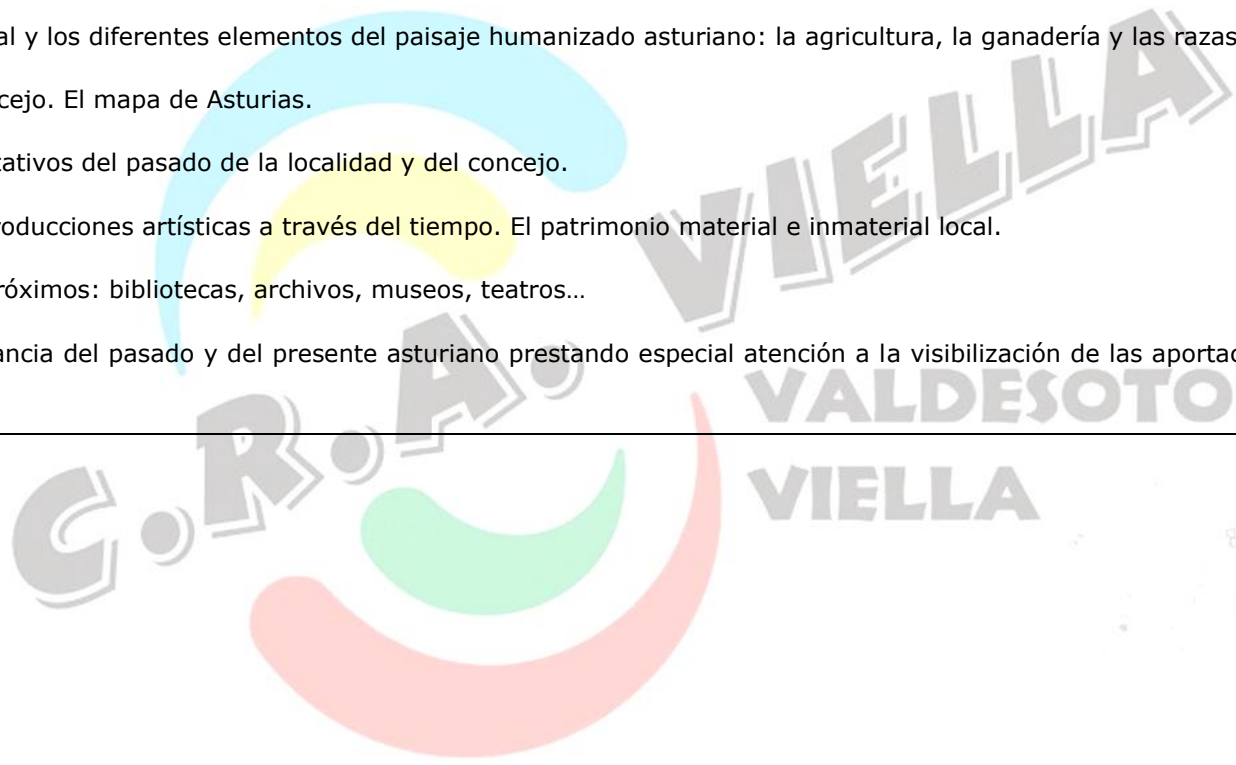 al y los diferentes elementos del paisaje humanizado asturiano: la agricultura, la ganadería y las razas
cejo. El mapa de Asturias.
tativos del pasado de la localidad y del concejo.
roducciones artísticas a través del tiempo. El patrimonio material e inmaterial local.
róximos: bibliotecas, archivos, museos, teatros…
ancia del pasado y del presente asturiano prestando especial atención a la visibilización de las aportac
C.R.A. VIELLA
VALDESOTO
VIELLA